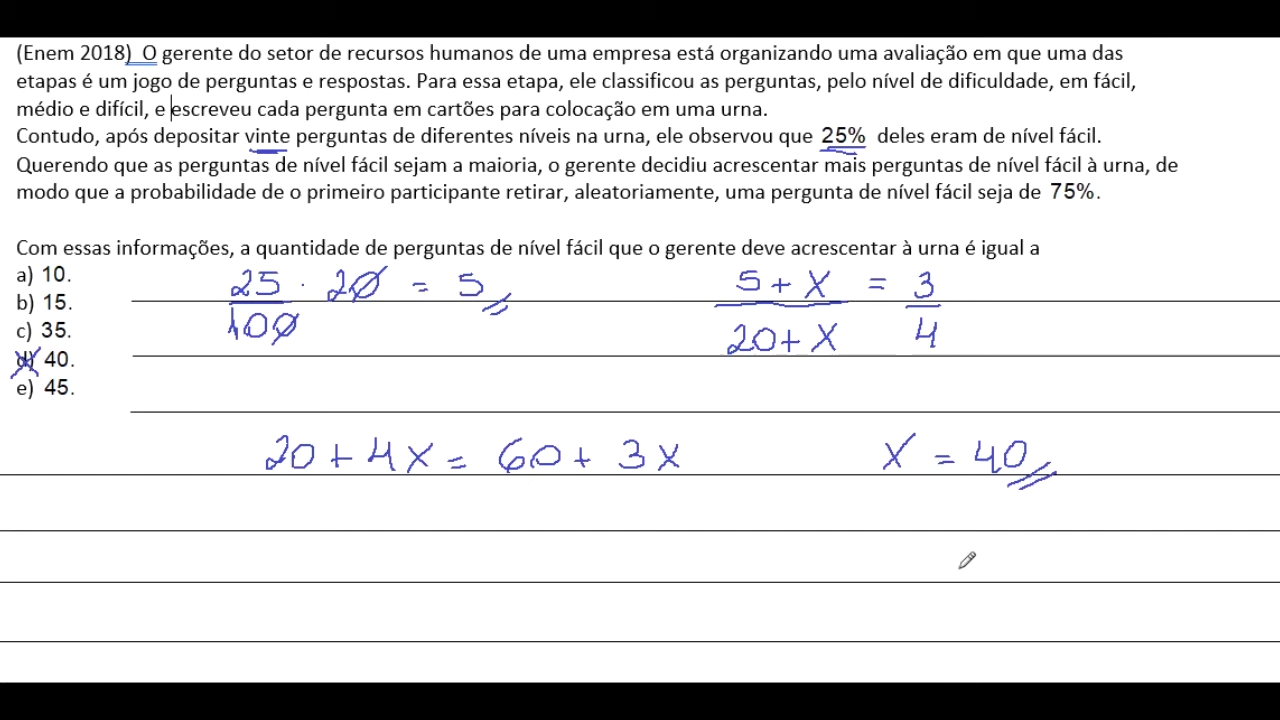 (Enem 2018) O gerente do setor de recursos humanos de uma empresa está organizando uma avaliação em que uma das
etapas é um jogo de perguntas e respostas. Para essa etapa, ele classificou as perguntas, pelo nível de dificuldade, em fácil,
médio e difícil, e escreveu cada pergunta em cartões para colocação em uma urna.
Contudo, após depositar vinte perguntas de diferentes níveis na urna, ele observou que 25% deles eram de nível fácil.
Querendo que as perguntas de nível fácil sejam a maioria, o gerente decidiu acrescentar mais perguntas de nível fácil à urna, de
modo que a probabilidade de o primeiro participante retirar, aleatoriamente, uma pergunta de nível fácil seja de 75%.
Com essas informações, a quantidade de perguntas de nível fácil que o gerente deve acrescentar à urna é igual a
a) 10.
b) 15.
c) 35.
d) 40.
e) 45.
25/100 · 20 = 5
5 + x / 20 + x = 3/4
20 + 4x = 60 + 3x
x = 40